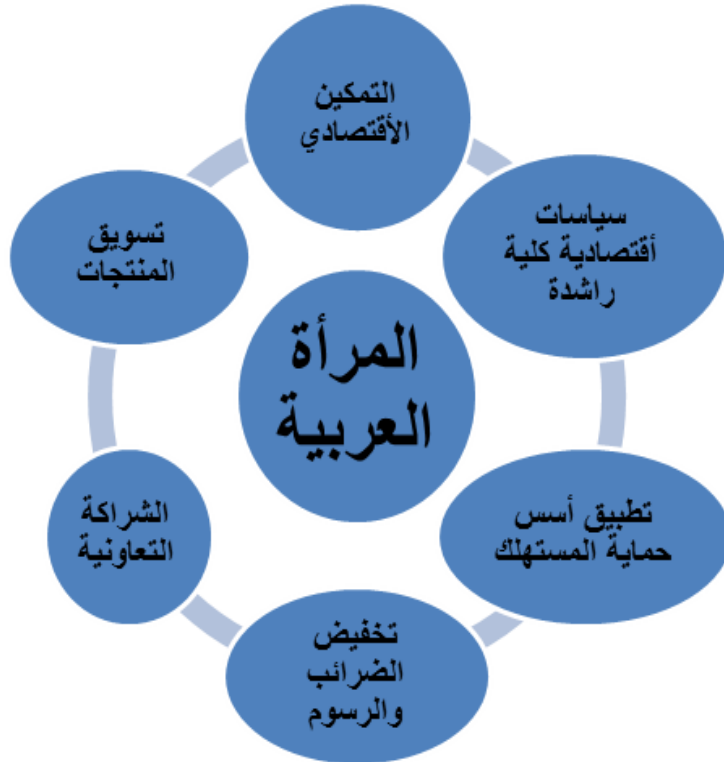 التمكين
الأقتصادي
سياسات
أقتصادية كلية
راشدة
تطبيق أسس
حماية المستهلك
تخفيض
الضرائب
والرسوم
الشراكة
التعاونية
تسويق
المنتجات
المرأة
العربية